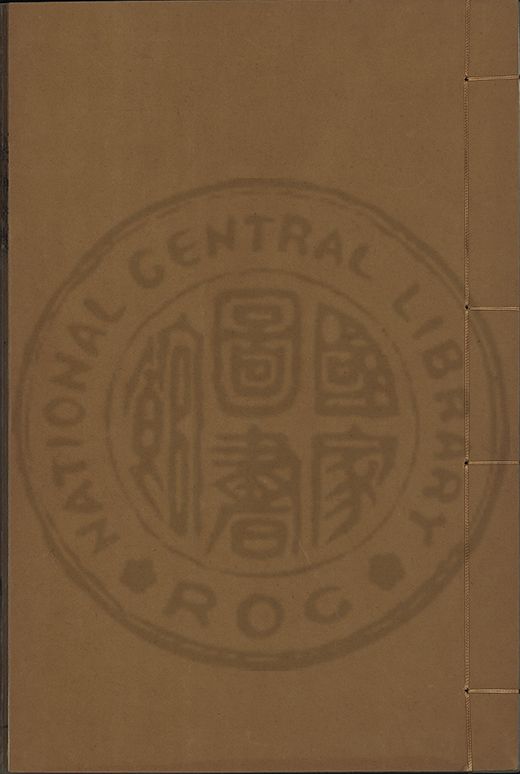 NATIONAL CENTRAL LIBRARY
國家
圖書
館
ROC